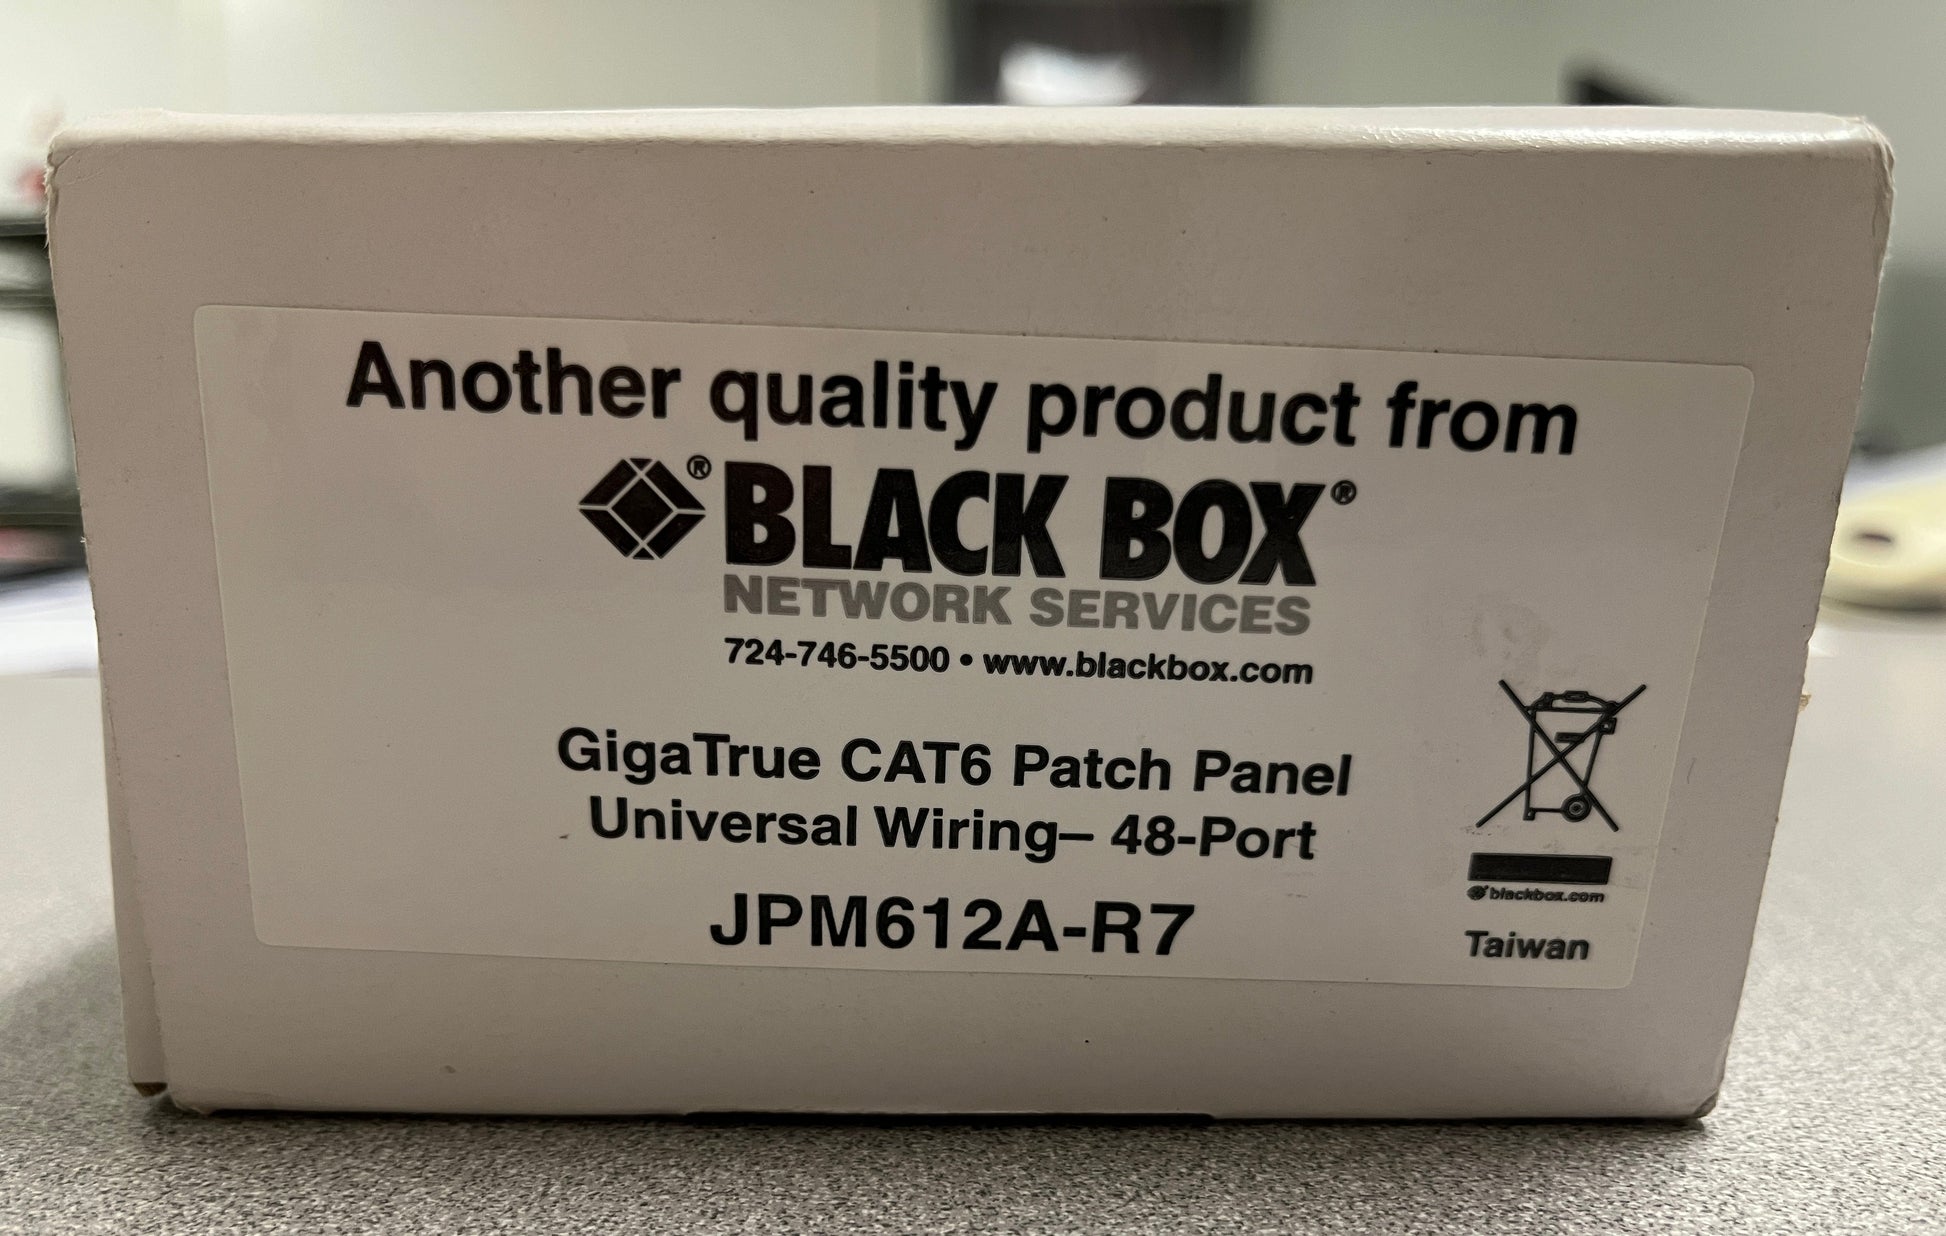 Another quality product from
® BLACK BOX®
NETWORK SERVICES
724-746-5500 • www.blackbox.com
GigaTrue CAT6 Patch Panel
Universal Wiring– 48-Port
JPM612A-R7
blackbox.com
Taiwan